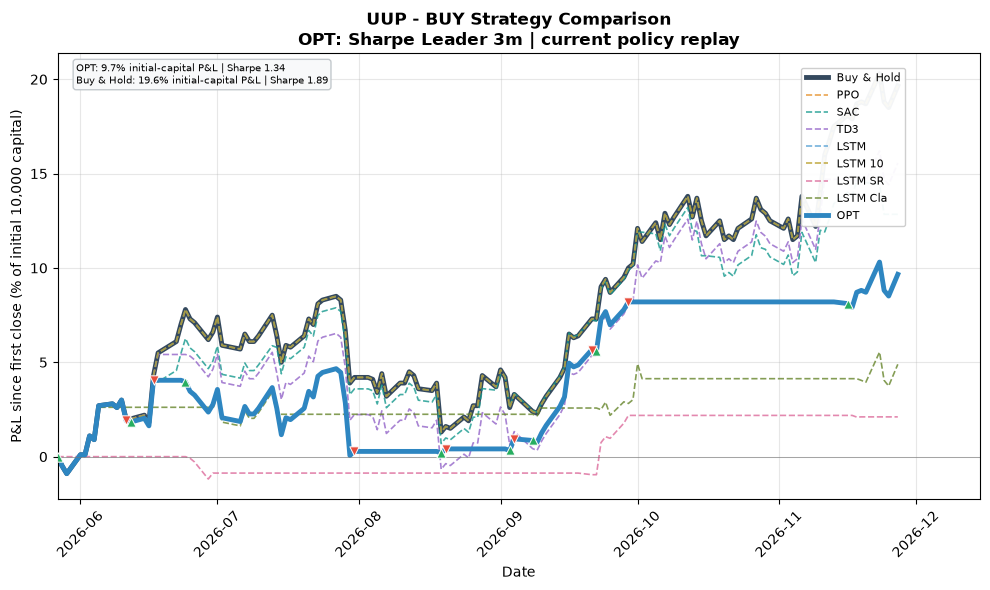 UUP - BUY Strategy Comparison
OPT: Sharpe Leader 3m | current policy replay
OPT: 9.7% initial-capital P&L | Sharpe 1.34
Buy & Hold: 19.6% initial-capital P&L | Sharpe 1.89
Buy & Hold
PPO
SAC
TD3
LSTM
LSTM 10
LSTM SR
LSTM Cla
OPT
P&L since first close (% of initial 10,000 capital)
20
15
10
5
0
2026-06
2026-07
2026-08
2026-09
2026-10
2026-11
2026-12
Date